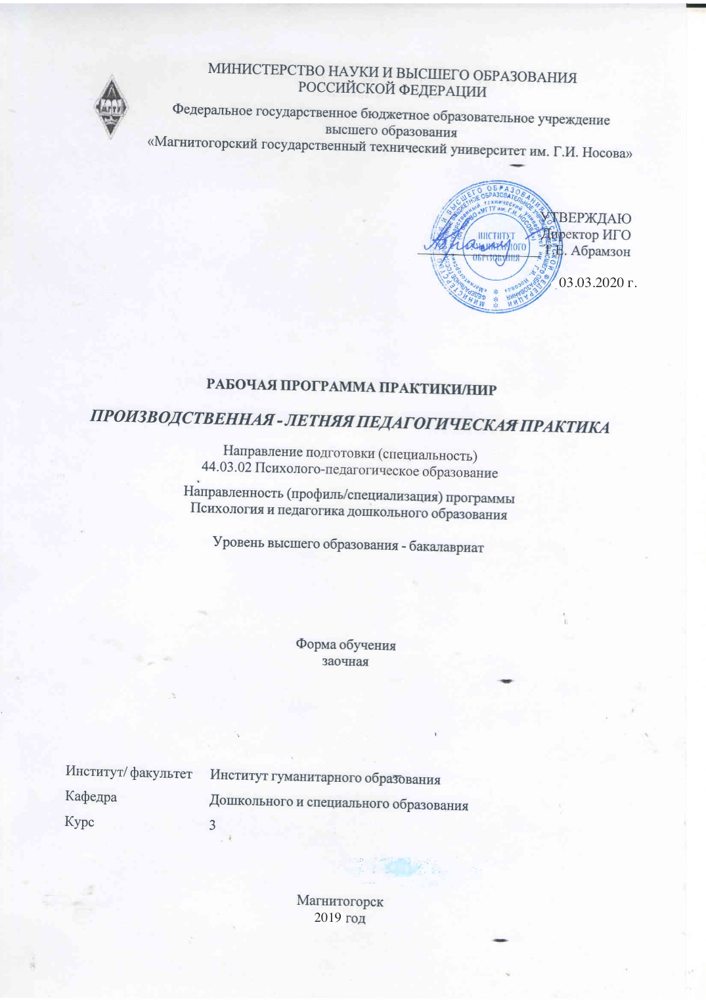 МИНИСТЕРСТВО НАУКИ И ВЫСШЕГО ОБРАЗОВАНИЯ
РОССИЙСКОЙ ФЕДЕРАЦИИ
МГТУ
Федеральное государственное бюджетное образовательное учреждение
высшего образования
«Магнитогорский государственный технический университет им. Г.И. Носова»
УТВЕРЖДАЮ
Директор ИГО
Т.Е. Абрамзон
ИНСТИТУТ
ГУМАНИТАРНОГО
ОБРАЗОВАНИЯ
03.03.2020 г.
РАБОЧАЯ ПРОГРАММА ПРАКТИКИ/НИР
ПРОИЗВОДСТВЕННАЯ - ЛЕТНЯЯ ПЕДАГОГИЧЕСКАЯ ПРАКТИКА
Направление подготовки (специальность)
44.03.02 Психолого-педагогическое образование
Направленность (профиль/специализация) программы
Психология и педагогика дошкольного образования
Уровень высшего образования - бакалавриат
Форма обучения
заочная
Институт/ факультет Институт гуманитарного образования
Кафедра Дошкольного и специального образования
Курс 3
Магнитогорск
2019 год